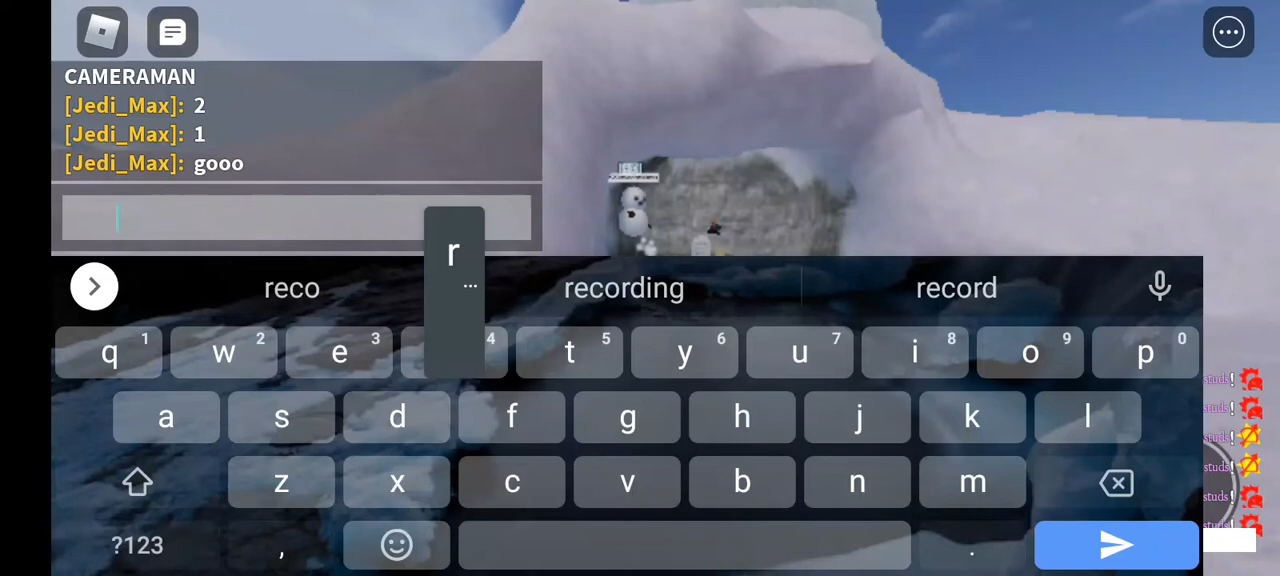 CAMERAMAN
[Jedi_Max]: 2
[Jedi_Max]: 1
[Jedi_Max]: gooo
r
...
reco recording record
q 1 w 2 e 3 4 t 5 y 6 u 7 i 8 o 9 p 0
studs!
studs!
a s d f g h j k l
studs!
studs!
z x c v b n m
studs!
studs!
?123 , .